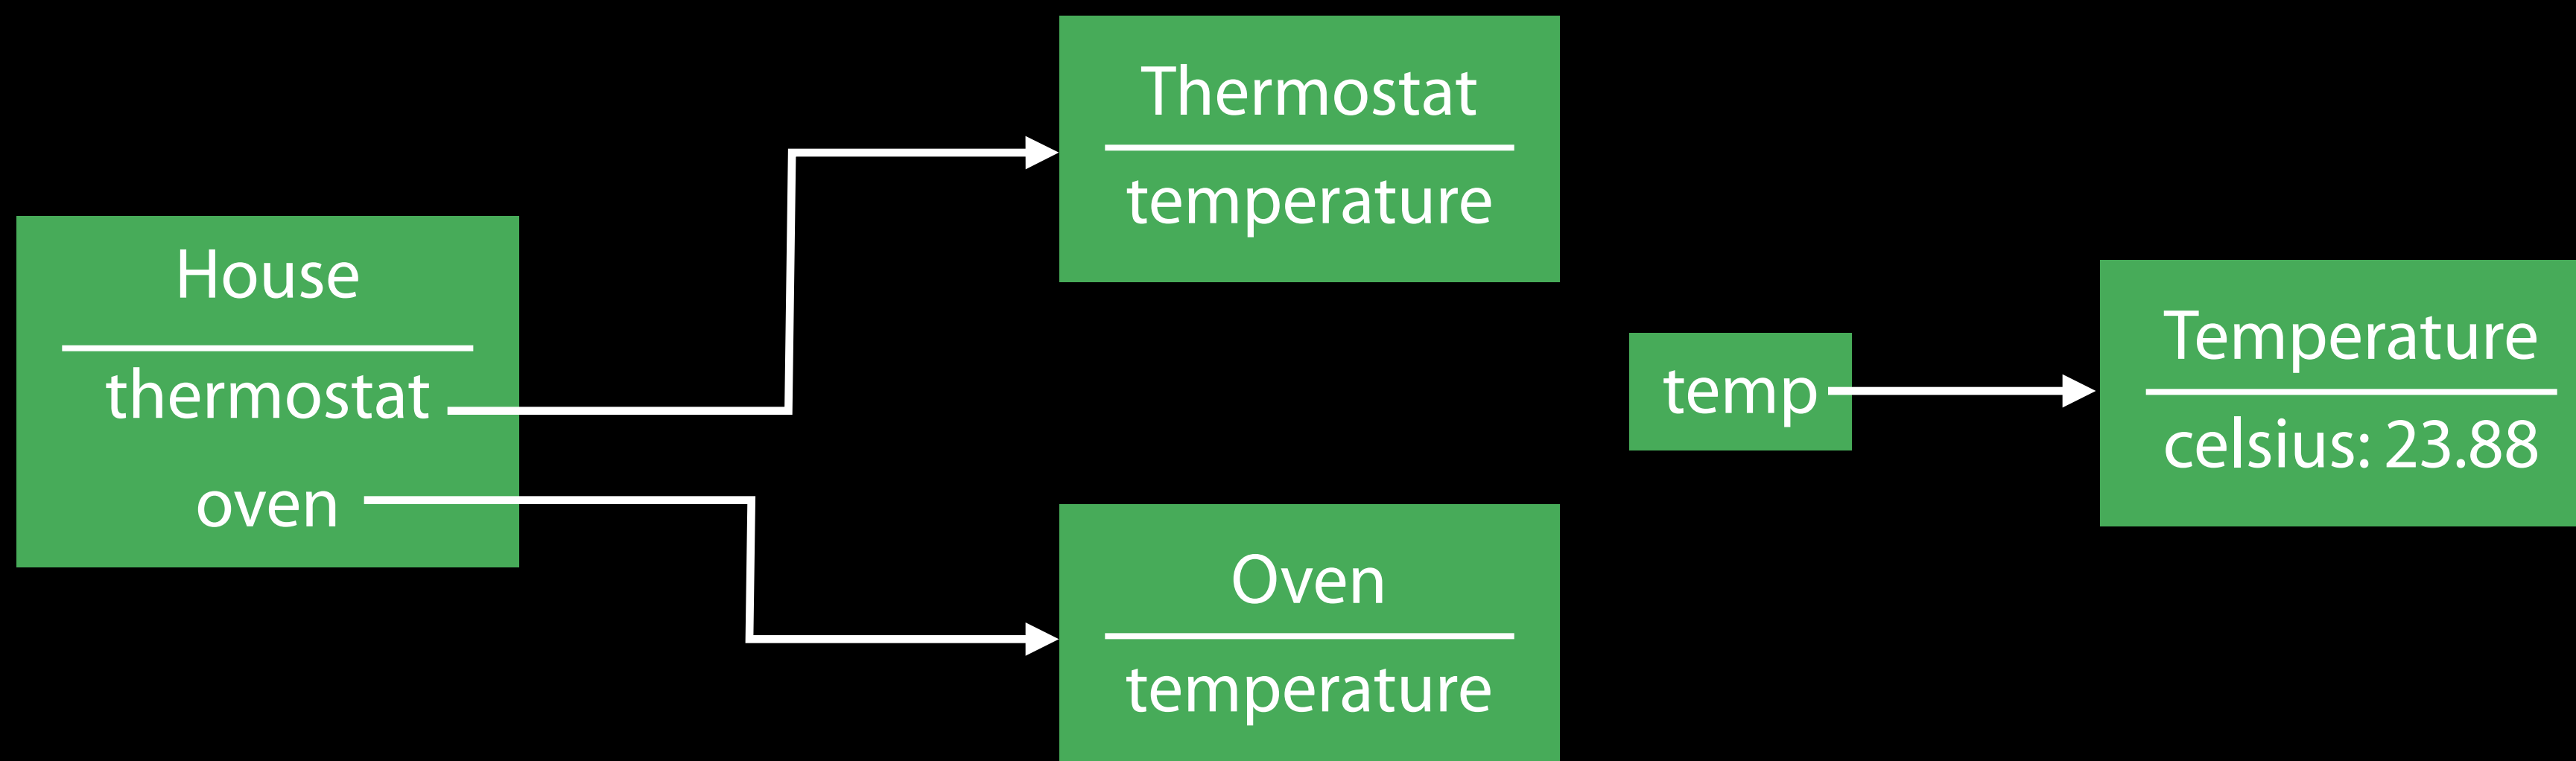 House
thermostat
oven
Thermostat
temperature
Oven
temperature
temp
Temperature
celsius: 23.88